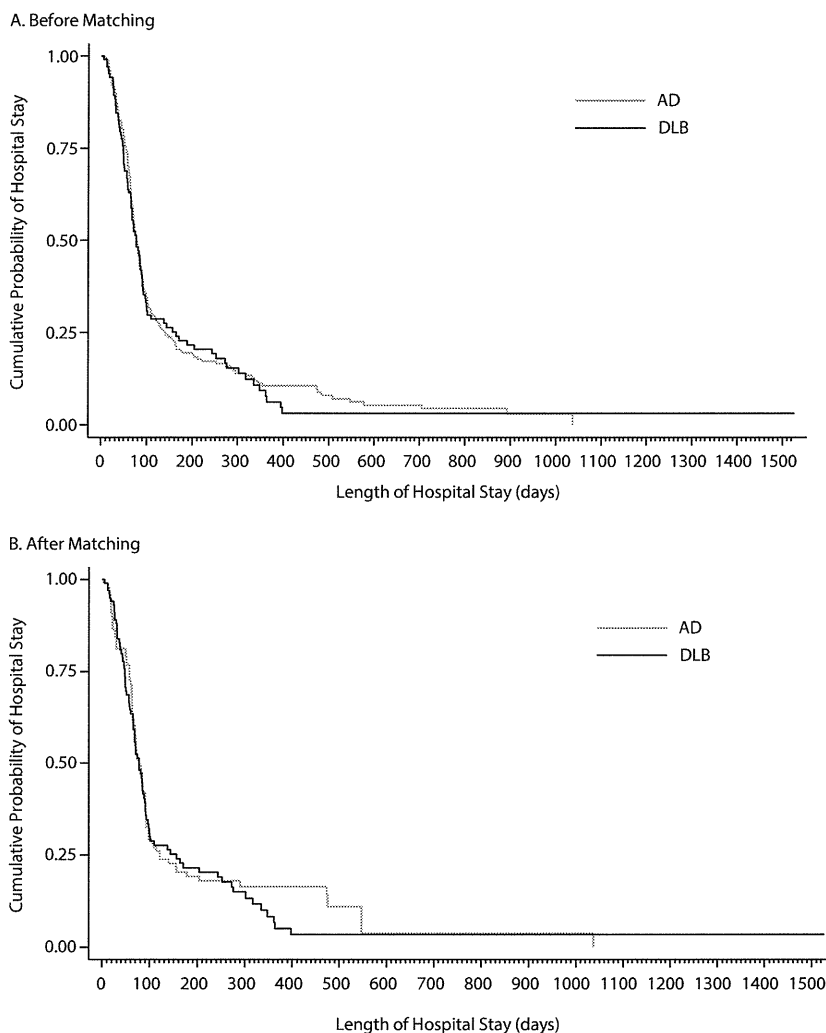 A. Before Matching
1.00
0.75
0.50
0.25
0.00
Cumulative Probability of Hospital Stay
AD
DLB
0 100 200 300 400 500 600 700 800 900 1000 1100 1200 1300 1400 1500
Length of Hospital Stay (days)
B. After Matching
1.00
0.75
0.50
0.25
0.00
Cumulative Probability of Hospital Stay
AD
DLB
0 100 200 300 400 500 600 700 800 900 1000 1100 1200 1300 1400 1500
Length of Hospital Stay (days)